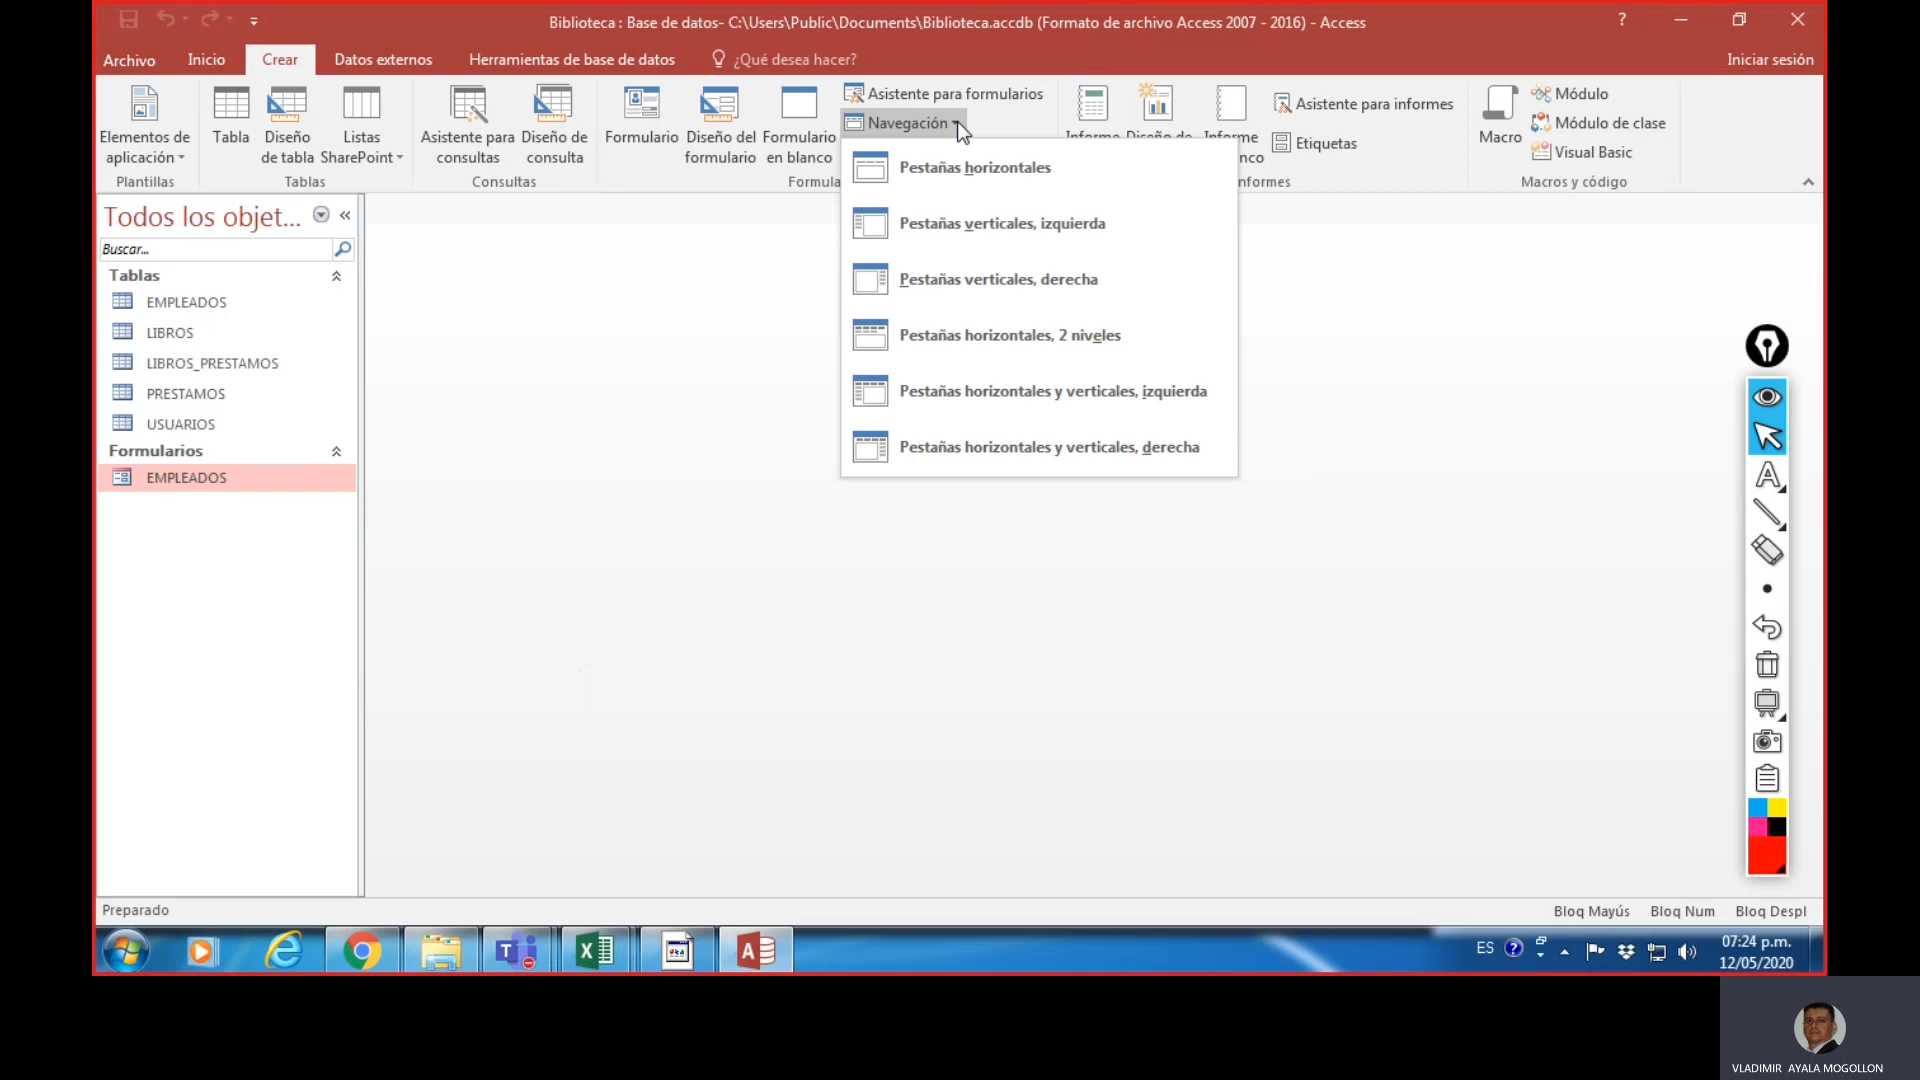 Biblioteca : Base de datos- C:\Users\Public\Documents\Biblioteca.accdb (Formato de archivo Access 2007 - 2016) - Access
?
Archivo Inicio Crear Datos externos Herramientas de base de datos ¿Qué desea hacer? Iniciar sesión
Elementos de aplicación
Tabla
Diseño de tabla
Listas SharePoint
Asistente para consultas
Diseño de consulta
Formulario
Diseño del formulario
Formulario en blanco
Asistente para formularios
Navegación
Informe
Diseño de
Informe
nco
Asistente para informes
Etiquetas
Macro
Módulo
Módulo de clase
Visual Basic
Plantillas Tablas Consultas Formula nformes Macros y código
Pestañas horizontales
Pestañas verticales, izquierda
Pestañas verticales, derecha
Pestañas horizontales, 2 niveles
Pestañas horizontales y verticales, izquierda
Pestañas horizontales y verticales, derecha
Todos los objet...
Buscar...
Tablas
EMPLEADOS
LIBROS
LIBROS_PRESTAMOS
PRESTAMOS
USUARIOS
Formularios
EMPLEADOS
A
Preparado
Bloq Mayús Bloq Num Bloq Despl
ES
07:24 p.m.
12/05/2020
VLADIMIR AYALA MOGOLLON